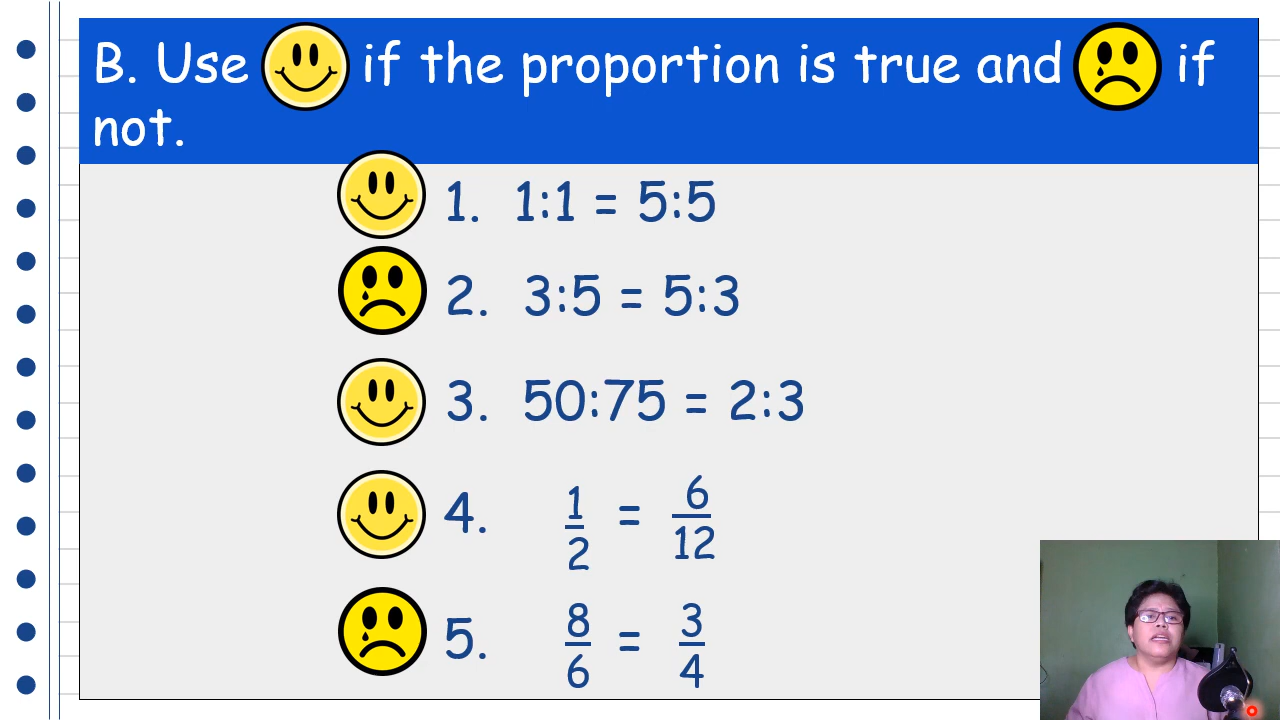 B. Use if the proportion is true and if
not.
1. 1:1 = 5:5
2. 3:5 = 5:3
3. 50:75 = 2:3
4. 1/2 = 6/12
5. 8/6 = 3/4